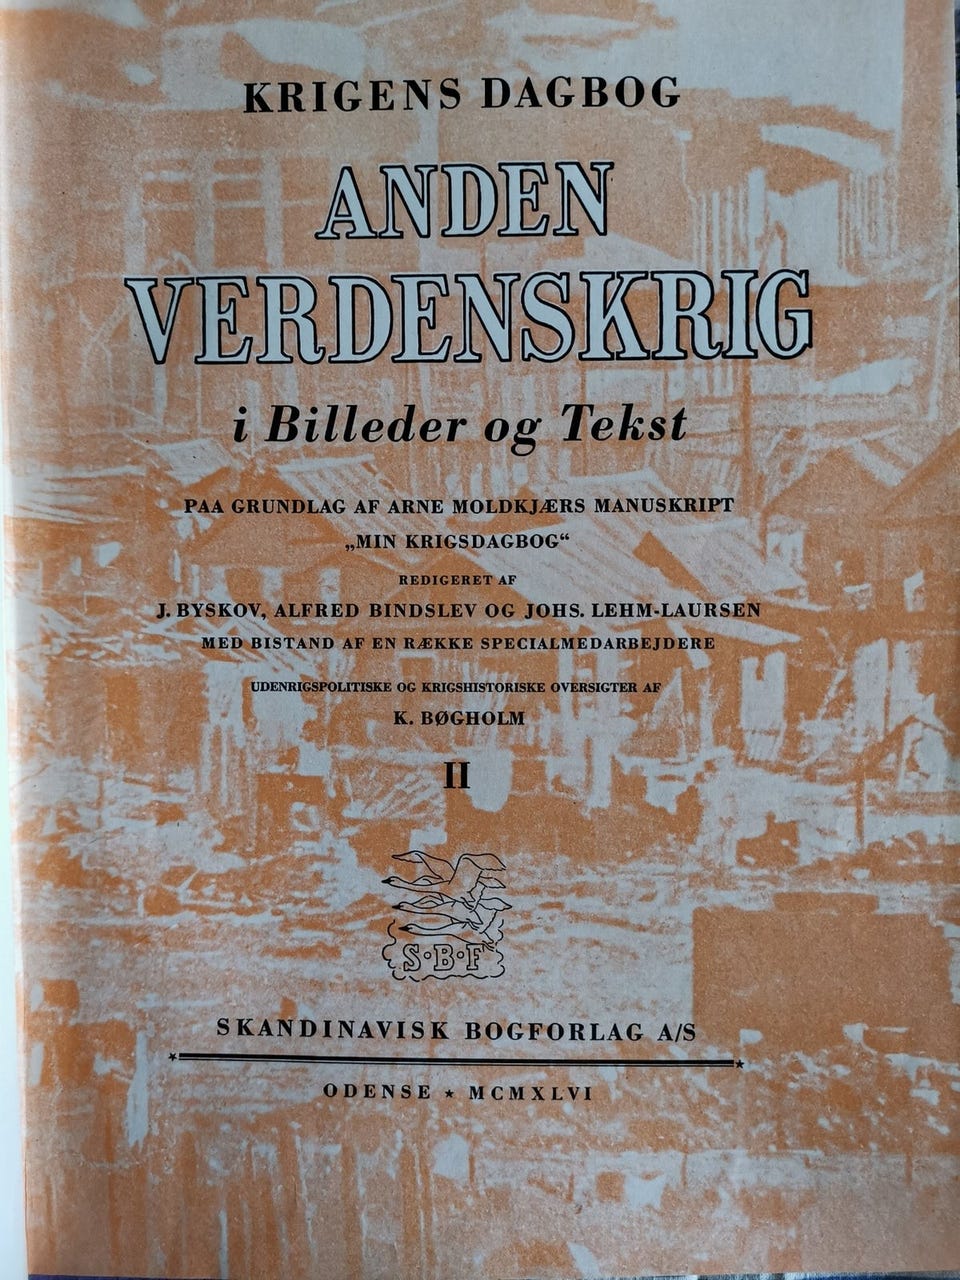 KRIGENS DAGBOG
ANDEN
VERDENSKRIG
i Billeder og Tekst
PAA GRUNDLAG AF ARNE MOLDKJÆRS MANUSKRIPT
„MIN KRIGSDAGBOG“
REDIGERET AF
J. BYSKOV, ALFRED BINDSLEV OG JOHS. LEHM-LAURSEN
MED BISTAND AF EN RÆKKE SPECIALMEDARBEJDERE
UDENRIGSPOLITISKE OG KRIGSHISTORISKE OVERSIGTER AF
K. BØGHOLM
II
S·B·F
SKANDINAVISK BOGFORLAG A/S
ODENSE ★ MCMXLVI